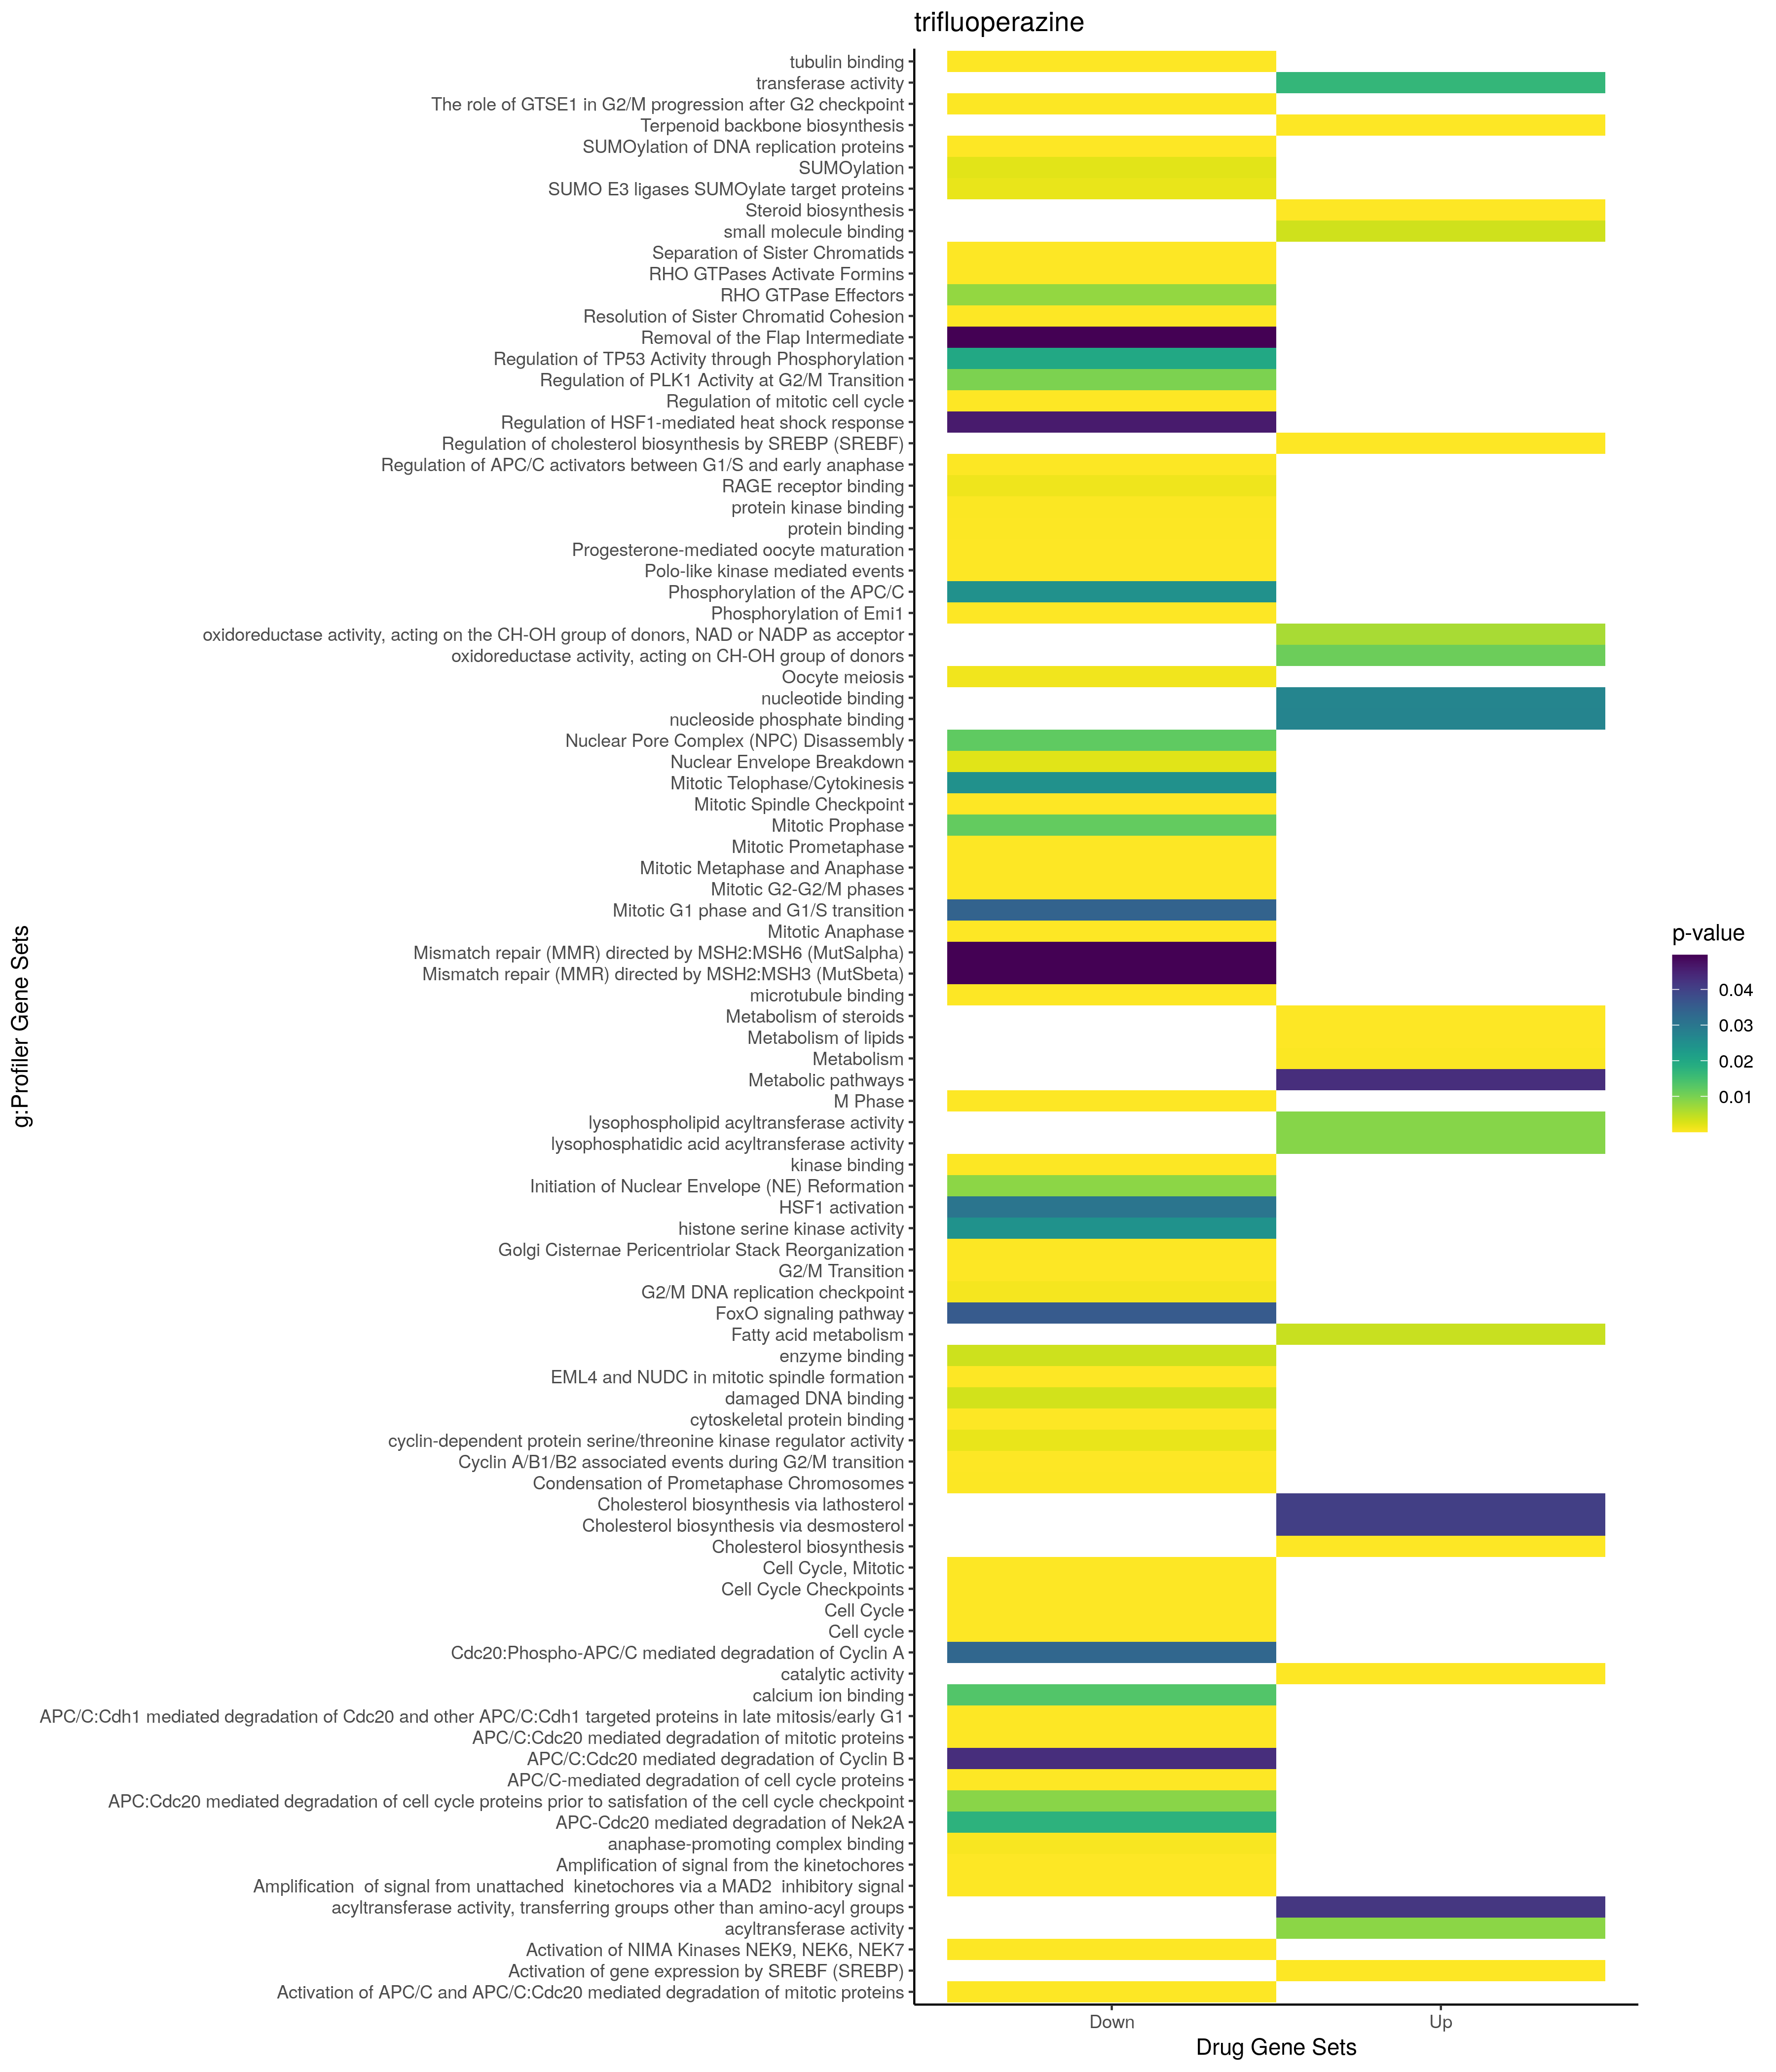 trifluoperazine
tubulin binding
transferase activity
The role of GTSE1 in G2/M progression after G2 checkpoint
Terpenoid backbone biosynthesis
SUMOylation of DNA replication proteins
SUMOylation
SUMO E3 ligases SUMOylate target proteins
Steroid biosynthesis
small molecule binding
Separation of Sister Chromatids
RHO GTPases Activate Formins
RHO GTPase Effectors
Resolution of Sister Chromatid Cohesion
Removal of the Flap Intermediate
Regulation of TP53 Activity through Phosphorylation
Regulation of PLK1 Activity at G2/M Transition
Regulation of mitotic cell cycle
Regulation of HSF1-mediated heat shock response
Regulation of cholesterol biosynthesis by SREBP (SREBF)
Regulation of APC/C activators between G1/S and early anaphase
RAGE receptor binding
protein kinase binding
protein binding
Progesterone-mediated oocyte maturation
Polo-like kinase mediated events
Phosphorylation of the APC/C
Phosphorylation of Emi1
oxidoreductase activity, acting on the CH-OH group of donors, NAD or NADP as acceptor
oxidoreductase activity, acting on CH-OH group of donors
Oocyte meiosis
nucleotide binding
nucleoside phosphate binding
Nuclear Pore Complex (NPC) Disassembly
Nuclear Envelope Breakdown
Mitotic Telophase/Cytokinesis
Mitotic Spindle Checkpoint
Mitotic Prophase
Mitotic Prometaphase
Mitotic Metaphase and Anaphase
Mitotic G2-G2/M phases
Mitotic G1 phase and G1/S transition
Mitotic Anaphase
Mismatch repair (MMR) directed by MSH2:MSH6 (MutSalpha)
Mismatch repair (MMR) directed by MSH2:MSH3 (MutSbeta)
microtubule binding
Metabolism of steroids
Metabolism of lipids
Metabolism
Metabolic pathways
M Phase
lysophospholipid acyltransferase activity
lysophosphatidic acid acyltransferase activity
kinase binding
Initiation of Nuclear Envelope (NE) Reformation
HSF1 activation
histone serine kinase activity
Golgi Cisternae Pericentriolar Stack Reorganization
G2/M Transition
G2/M DNA replication checkpoint
FoxO signaling pathway
Fatty acid metabolism
enzyme binding
EML4 and NUDC in mitotic spindle formation
damaged DNA binding
cytoskeletal protein binding
cyclin-dependent protein serine/threonine kinase regulator activity
Cyclin A/B1/B2 associated events during G2/M transition
Condensation of Prometaphase Chromosomes
Cholesterol biosynthesis via lathosterol
Cholesterol biosynthesis via desmosterol
Cholesterol biosynthesis
Cell Cycle, Mitotic
Cell Cycle Checkpoints
Cell Cycle
Cell cycle
Cdc20:Phospho-APC/C mediated degradation of Cyclin A
catalytic activity
calcium ion binding
APC/C:Cdh1 mediated degradation of Cdc20 and other APC/C:Cdh1 targeted proteins in late mitosis/early G1
APC/C:Cdc20 mediated degradation of mitotic proteins
APC/C:Cdc20 mediated degradation of Cyclin B
APC/C-mediated degradation of cell cycle proteins
APC:Cdc20 mediated degradation of cell cycle proteins prior to satisfation of the cell cycle checkpoint
APC-Cdc20 mediated degradation of Nek2A
anaphase-promoting complex binding
Amplification of signal from the kinetochores
Amplification  of signal from unattached  kinetochores via a MAD2  inhibitory signal
acyltransferase activity, transferring groups other than amino-acyl groups
acyltransferase activity
Activation of NIMA Kinases NEK9, NEK6, NEK7
Activation of gene expression by SREBF (SREBP)
Activation of APC/C and APC/C:Cdc20 mediated degradation of mitotic proteins
g:Profiler Gene Sets
Down
Up
Drug Gene Sets
p-value
0.04
0.03
0.02
0.01